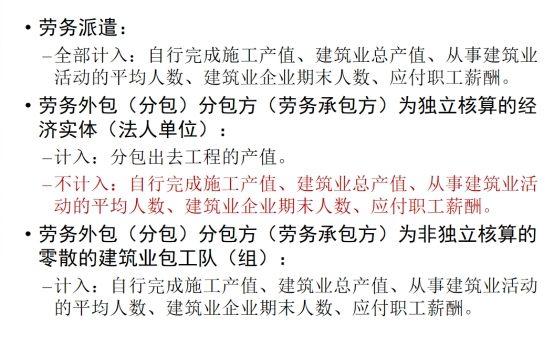 • 劳务派遣：
–全部计入：自行完成施工产值、建筑业总产值、从事建筑业
活动的平均人数、建筑业企业期末人数、应付职工薪酬。
• 劳务外包（分包）分包方（劳务承包方）为独立核算的经
济实体（法人单位）：
–计入：分包出去工程的产值。
–不计入：自行完成施工产值、建筑业总产值、从事建筑业活
动的平均人数、建筑业企业期末人数、应付职工薪酬。
• 劳务外包（分包）分包方（劳务承包方）为非独立核算的
零散的建筑业包工队（组）：
–计入：自行完成施工产值、建筑业总产值、从事建筑业活动
的平均人数、建筑业企业期末人数、应付职工薪酬。